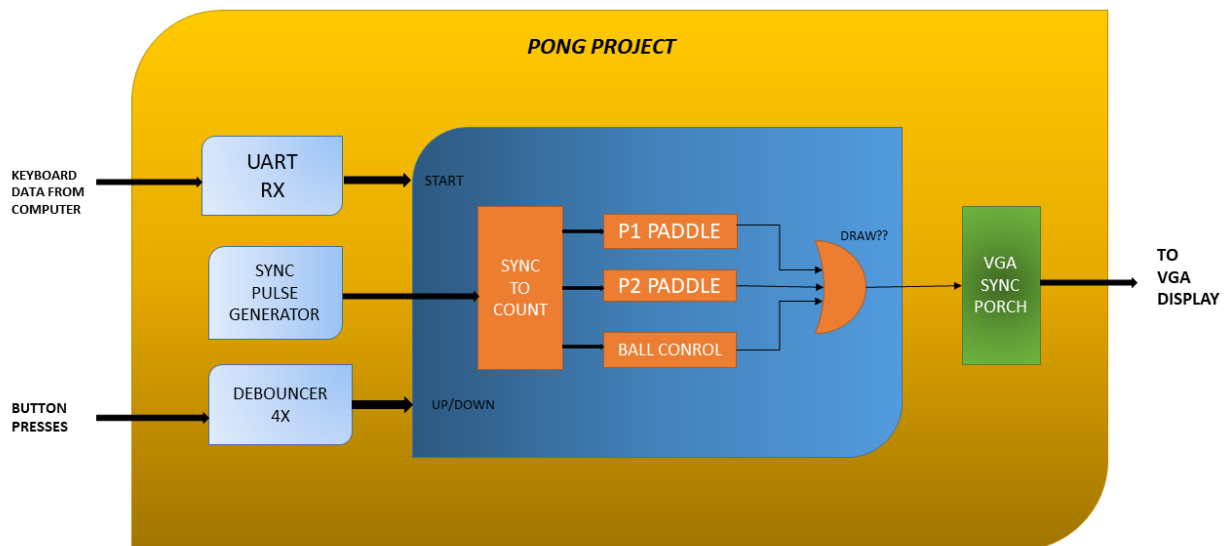 PONG PROJECT
KEYBOARD
DATA FROM
COMPUTER
UART
RX
START
SYNC
PULSE
GENERATOR
SYNC
TO
COUNT
P1 PADDLE
P2 PADDLE
BALL CONROL
DRAW??
VGA
SYNC
PORCH
TO
VGA
DISPLAY
BUTTON
PRESSES
DEBOUNCER
4X
UP/DOWN